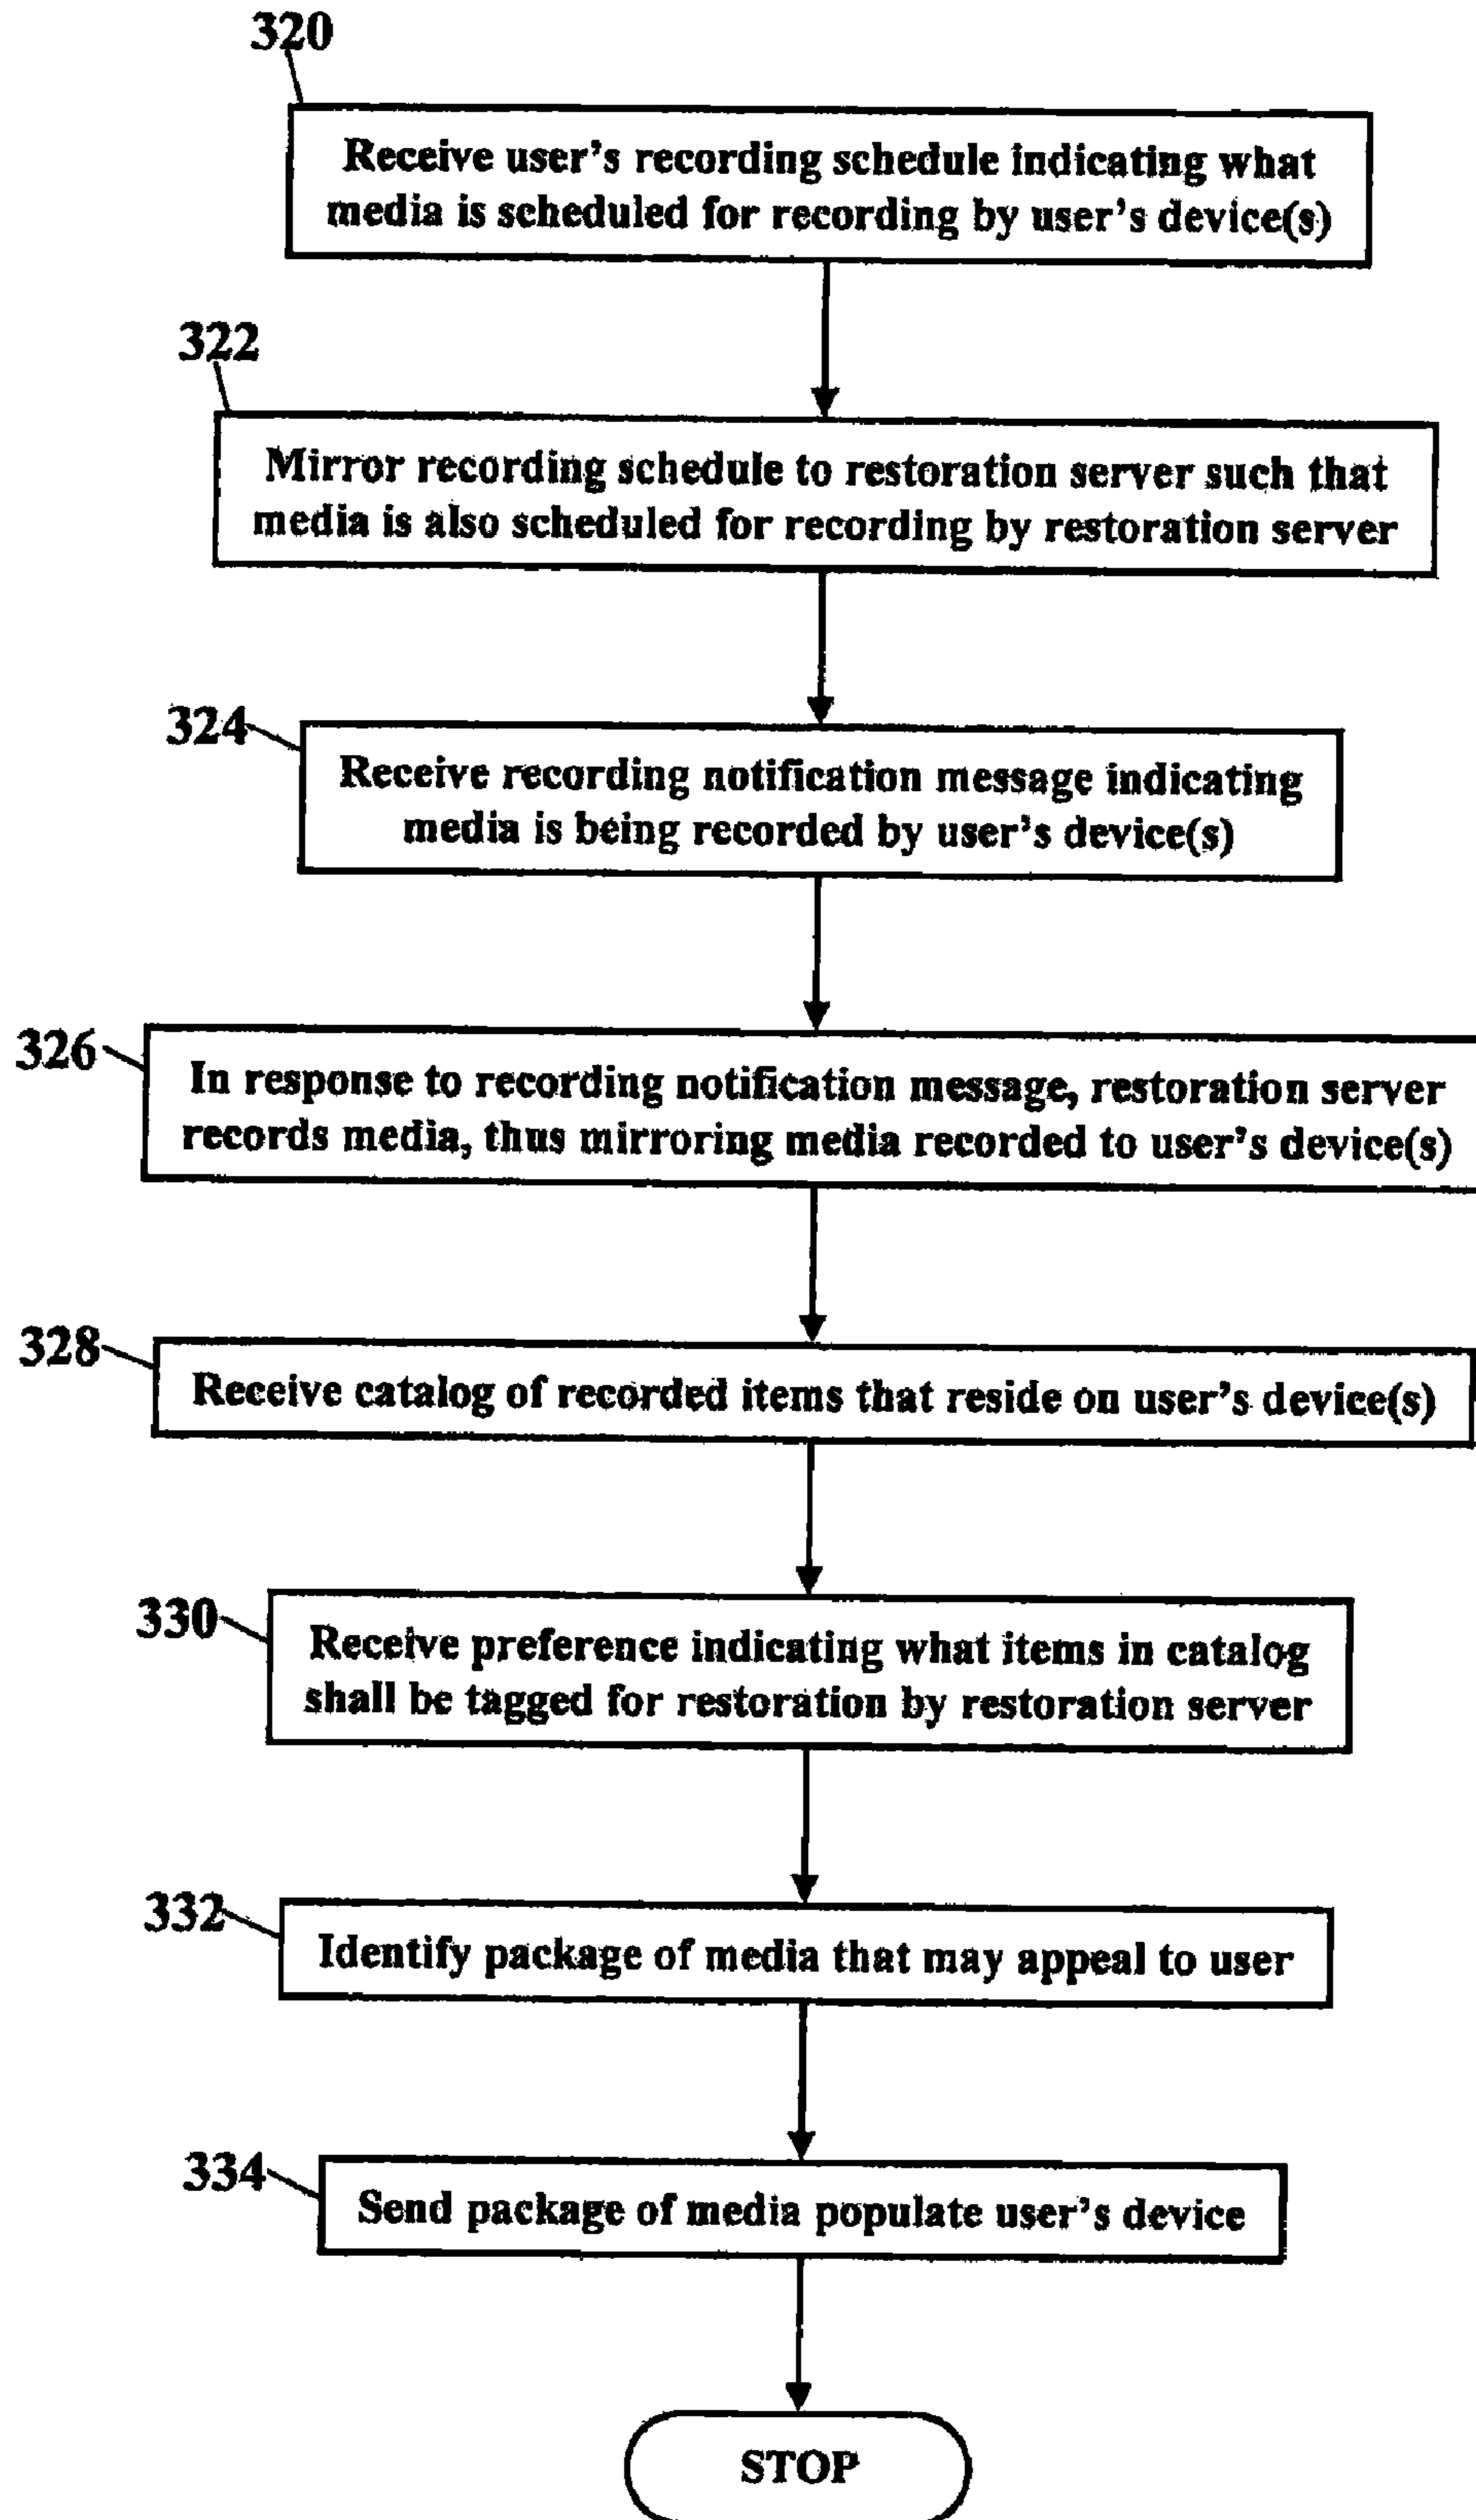 320
Receive user's recording schedule indicating what
media is scheduled for recording by user's device(s)
322
Mirror recording schedule to restoration server such that
media is also scheduled for recording by restoration server
324
Receive recording notification message indicating
media is being recorded by user's device(s)
326
In response to recording notification message, restoration server
records media, thus mirroring media recorded to user's device(s)
328
Receive catalog of recorded items that reside on user's device(s)
330
Receive preference indicating what items in catalog
shall be tagged for restoration by restoration server
332
Identify package of media that may appeal to user
334
Send package of media populate user's device
STOP